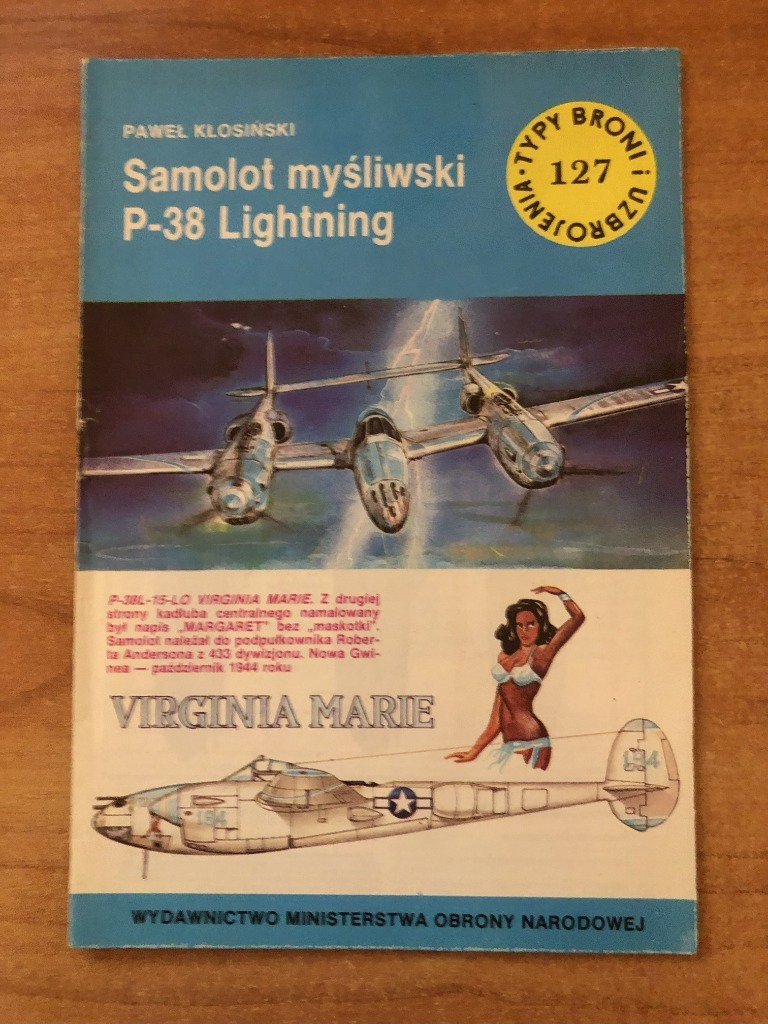 PAWEŁ KŁOSIŃSKI
Samolot myśliwski
P-38 Lightning
TYPY BRONI i UZBROJENIA
127
P-38L-15-LO VIRGINIA MARIE. Z drugiej
strony kadłuba centralnego namalowany
był napis „MARGARET" bez „maskotki".
Samolot należał do podpułkownika Rober-
ta Andersona z 433 dywizjonu. Nowa Gwi-
nea — październik 1944 roku
VIRGINIA MARIE
194
194
WYDAWNICTWO MINISTERSTWA OBRONY NARODOWEJ